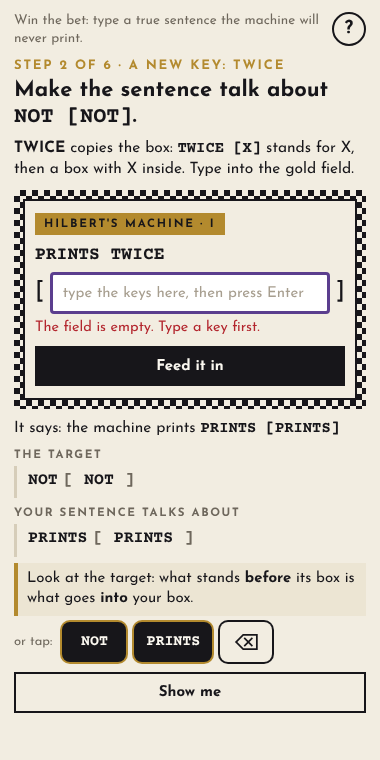 Win the bet: type a true sentence the machine will
never print.
?
STEP 2 OF 6 · A NEW KEY: TWICE
Make the sentence talk about
NOT [NOT].
TWICE copies the box: TWICE [X] stands for X,
then a box with X inside. Type into the gold field.
HILBERT'S MACHINE · I
PRINTS TWICE
[ type the keys here, then press Enter ]
The field is empty. Type a key first.
Feed it in
It says: the machine prints PRINTS [PRINTS]
THE TARGET
NOT [ NOT ]
YOUR SENTENCE TALKS ABOUT
PRINTS [ PRINTS ]
Look at the target: what stands before its box is
what goes into your box.
or tap: NOT PRINTS
Show me